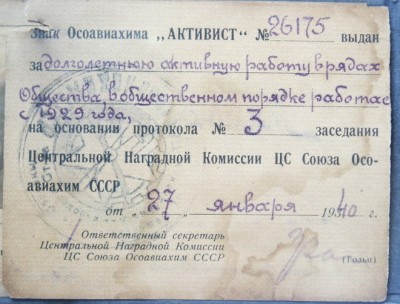 Знак Осоавиахима „АКТИВИСТ" № 26175 выдан
за долголетнюю активную работу в рядах
Общества в общественном порядке работае
с 1929 года,
на основании протокола № 3 заседания
Центральной Наградной Комиссии ЦС Союза Осо-
авиахим СССР
от „27" января 1940 г.
Ответственный секретарь
Центральной Наградной Комиссии
ЦС Союза Осоавиахим СССР